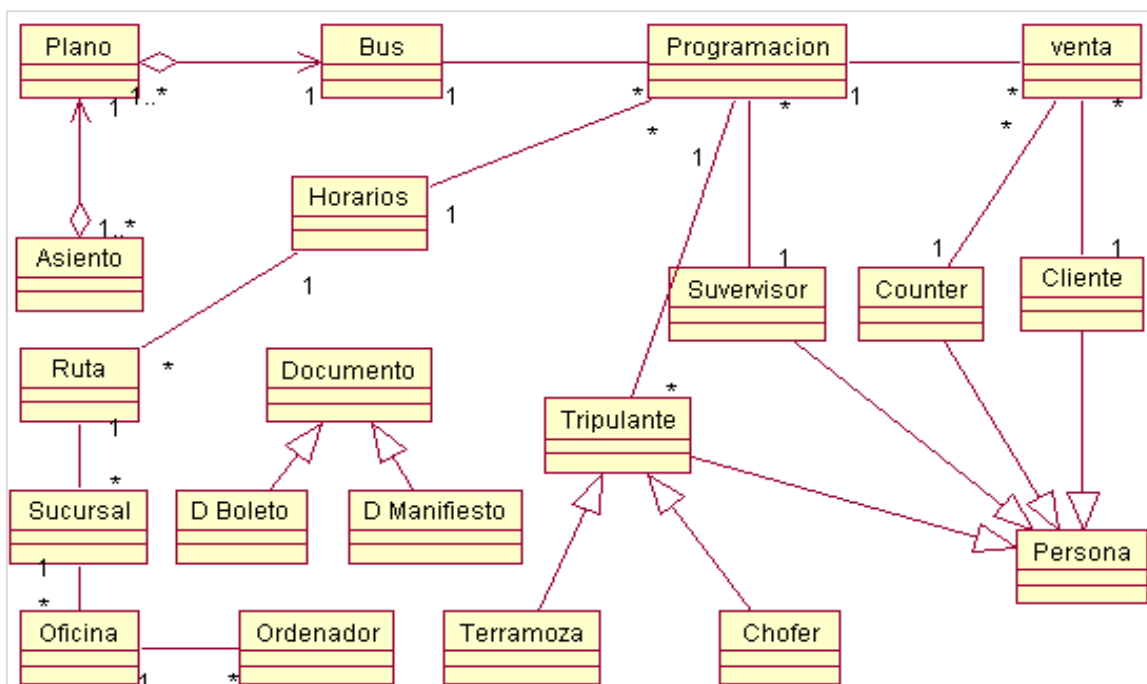 Plano
Bus
Programacion
venta
1
1..*
1
1
*
*
*
1
*
*
*
1
Horarios
1
1..*
Asiento
1
1
Suvervisor
1
Counter
1
Cliente
Ruta
*
1
Documento
*
Tripulante
*
Sucursal
D Boleto
D Manifiesto
Persona
1
*
Oficina
Ordenador
Terramoza
Chofer
1
*